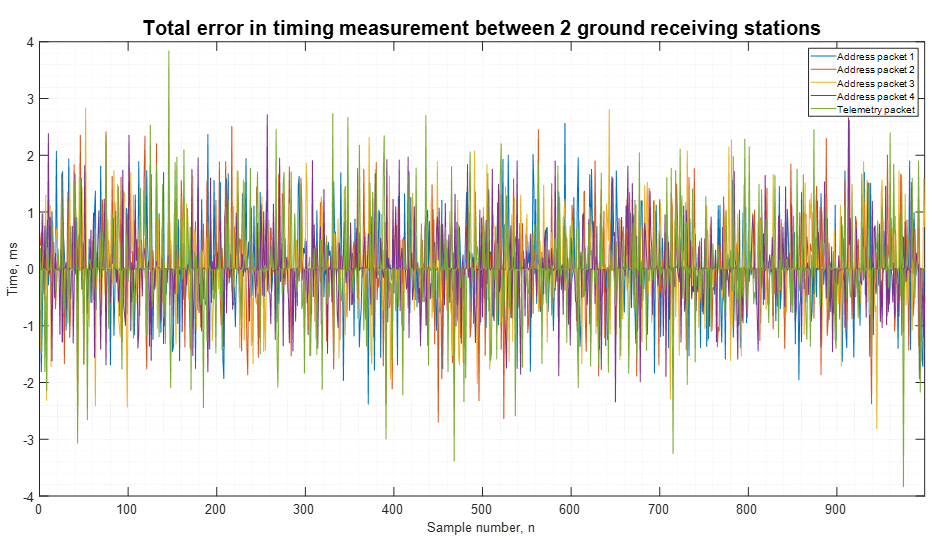 Total error in timing measurement between 2 ground receiving stations
4
3
2
1
0
-1
-2
-3
-4
Time, ms
Address packet 1
Address packet 2
Address packet 3
Address packet 4
Telemetry packet
0
100
200
300
400
500
600
700
800
900
Sample number, n